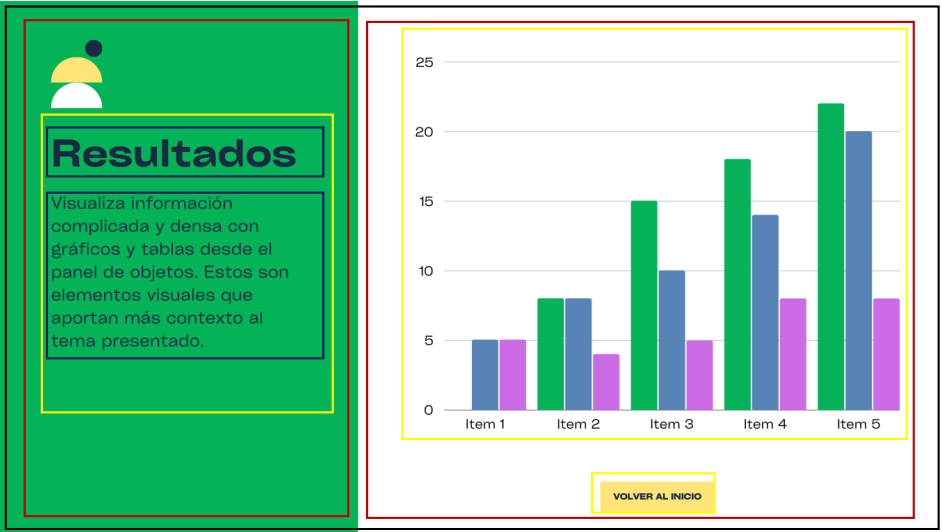 Resultados
Visualiza información
complicada y densa con
gráficos y tablas desde el
panel de objetos. Estos son
elementos visuales que
aportan más contexto al
tema presentado.
25
20
15
10
5
0
Item 1 Item 2 Item 3 Item 4 Item 5
VOLVER AL INICIO